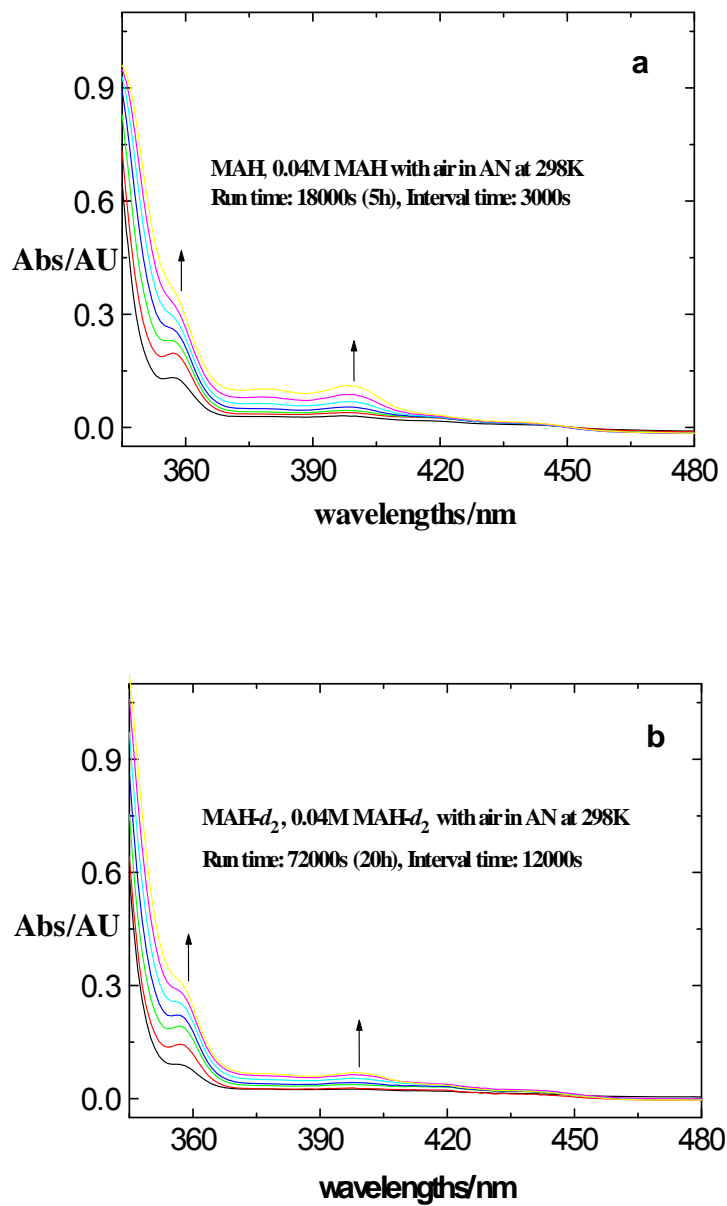 a
0.9
MAH, 0.04M MAH with air in AN at 298K
Run time: 18000s (5h), Interval time: 3000s
0.6
Abs/AU
0.3
0.0
360 390 420 450 480
wavelengths/nm
b
0.9
MAH-d2, 0.04M MAH-d2 with air in AN at 298K
Run time: 72000s (20h), Interval time: 12000s
0.6
Abs/AU
0.3
0.0
360 390 420 450 480
wavelengths/nm